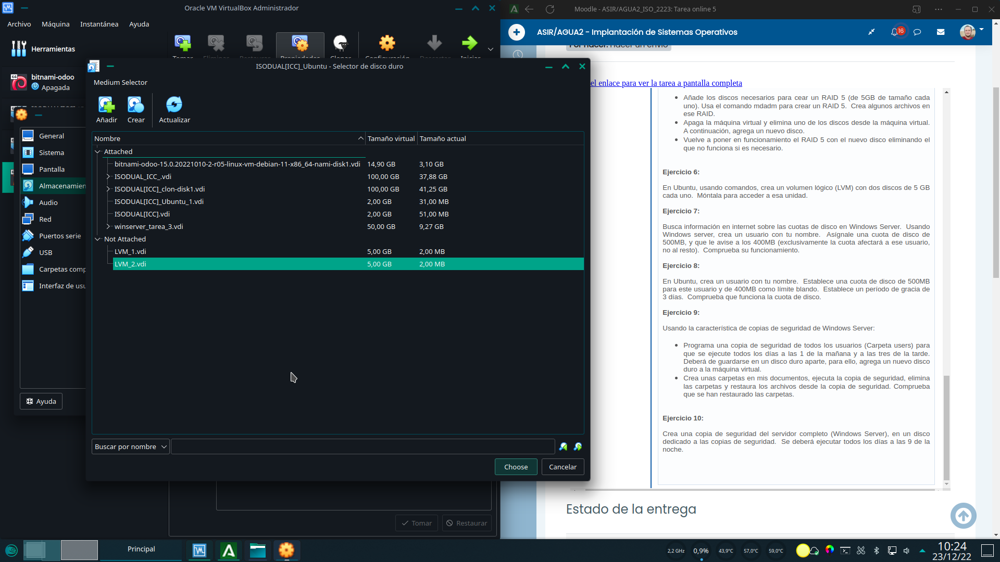 Oracle VM VirtualBox Administrador
Archivo Máquina Instantánea Ayuda
Herramientas
bitnami-odoo
Apagada
ISODUAL[ICC]_Ubuntu - Selector de disco duro
Medium Selector
Añadir Crear Actualizar
General
Sistema
Pantalla
Almacenamien
Audio
Red
Puertos serie
USB
Carpetas comp
Interfaz de usu
Ayuda
Nombre Tamaño virtual Tamaño actual
Attached
bitnami-odoo-15.0.20221010-2-r05-linux-vm-debian-11-x86_64-nami-disk1.vdi 14,90 GB 3,10 GB
ISODUAL_ICC_.vdi 100,00 GB 37,88 GB
ISODUAL[ICC]_clon-disk1.vdi 100,00 GB 41,25 GB
ISODUAL[ICC]_Ubuntu_1.vdi 2,00 GB 31,00 MB
ISODUAL[ICC].vdi 2,00 GB 51,00 MB
winserver_tarea_3.vdi 50,00 GB 9,27 GB
Not Attached
LVM_1.vdi 5,00 GB 2,00 MB
LVM_2.vdi 5,00 GB 2,00 MB
Buscar por nombre
Choose Cancelar
Tomar Restaurar
Moodle - ASIR/AGUA2_ISO_2223: Tarea online 5
ASIR/AGUA2 - Implantación de Sistemas Operativos
16
Por hacer: Hacer un envío
el enlace para ver la tarea a pantalla completa
• Añade los discos necesarios para cear un RAID 5 (de 5GB de tamaño cada
uno). Usa el comando mdadm para crear un RAID 5. Crea algunos archivos en
ese RAID.
• Apaga la máquina virtual y elimina uno de los discos desde la máquina virtual.
A continuación, agrega un nuevo disco.
• Vuelve a poner en funcionamiento el RAID 5 con el nuevo disco eliminando el
que no funciona si es necesario.
Ejercicio 6:
En Ubuntu, usando comandos, crea un volumen lógico (LVM) con dos discos de 5 GB
cada uno. Móntala para acceder a esa unidad.
Ejercicio 7:
Busca información en internet sobre las cuotas de disco en Windows Server. Usando
Windows server, crea un usuario con tu nombre. Asígnale una cuota de disco de
500MB, y que le avise a los 400MB (exclusivamente la cuota afectará a ese usuario,
no al resto). Comprueba su funcionamiento.
Ejercicio 8:
En Ubuntu, crea un usuario con tu nombre. Establece una cuota de disco de 500MB
para este usuario y de 400MB como límite blando. Establece un período de gracia de
3 días. Comprueba que funciona la cuota de disco.
Ejercicio 9:
Usando la característica de copias de seguridad de Windows Server:
• Programa una copia de seguridad de todos los usuarios (Carpeta users) para
que se ejecute todos los días a las 1 de la mañana y a las tres de la tarde.
Deberá de guardarse en un disco duro aparte, para ello, agrega un nuevo disco
duro a la máquina virtual.
• Crea unas carpetas en mis documentos, ejecuta la copia de seguridad, elimina
las carpetas y restaura los archivos desde la copia de seguridad. Comprueba
que se han restaurado las carpetas.
Ejercicio 10:
Crea una copia de seguridad del servidor completo (Windows Server), en un disco
dedicado a las copias de seguridad. Se deberá ejecutar todos los días a las 9 de la
noche.
Estado de la entrega
Principal
2,2 GHz 0,9% 43,9°C 57,0°C 59,0°C
10:24
23/12/22